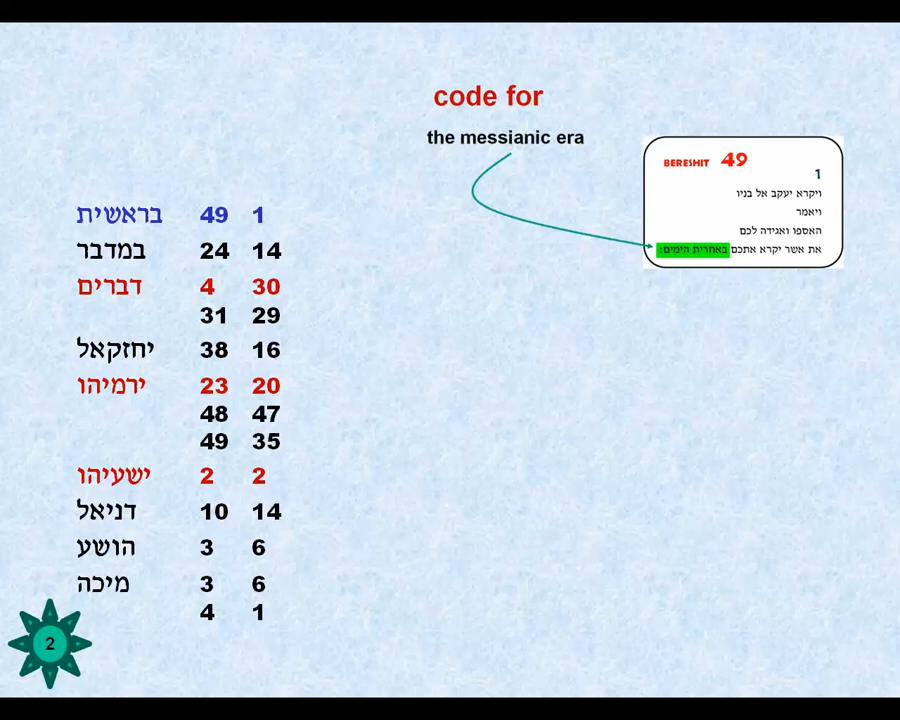 code for
the messianic era
BERESHIT 49
1
ויקרא יעקב אל בניו
ויאמר
האספו ואגידה לכם
את אשר יקרא אתכם באחרית הימים:
בראשית 49 1
במדבר 24 14
דברים 4 30
31 29
יחזקאל 38 16
ירמיהו 23 20
48 47
49 35
ישעיהו 2 2
דניאל 10 14
הושע 3 6
מיכה 3 6
4 1
2